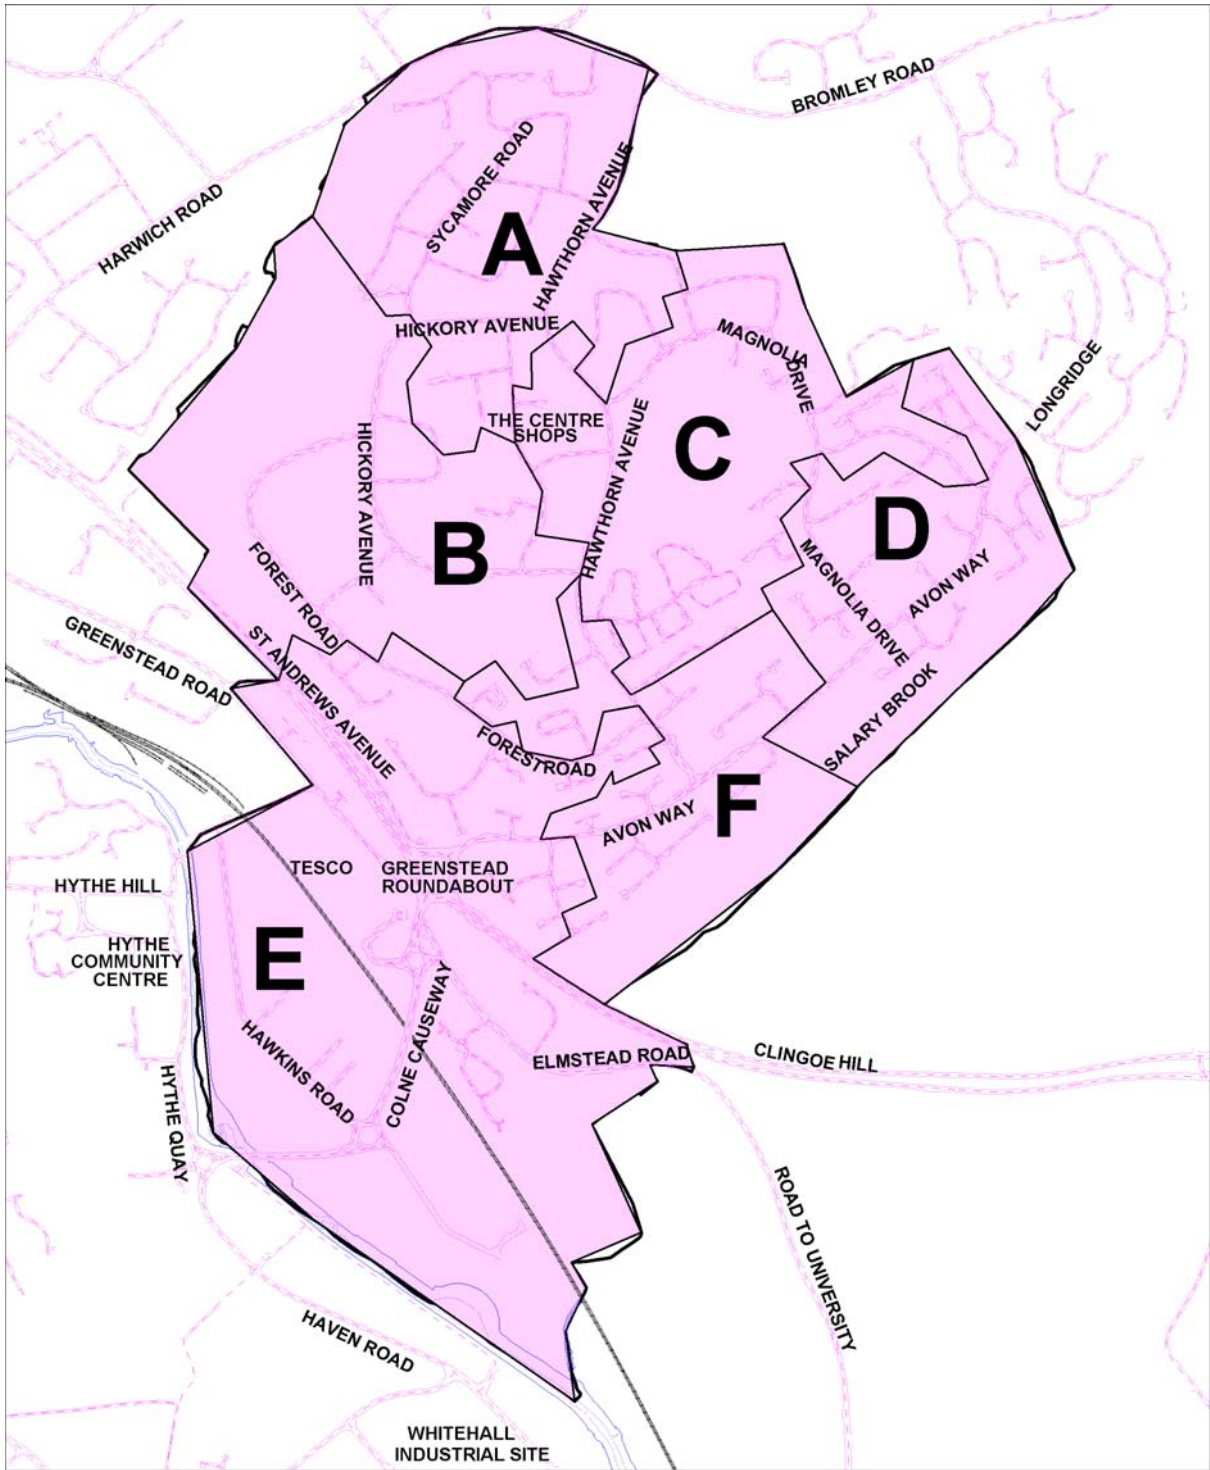 BROMLEY ROAD
SYCAMORE ROAD
HAWTHORN AVENUE
HARWICH ROAD
A
HICKORY AVENUE
MAGNOLIA
DRIVE
LONGRIDGE
THE CENTRE
SHOPS
HICKORY AVENUE
HAWTHORN AVENUE
C
D
B
FOREST ROAD
MAGNOLIA DRIVE
AVON WAY
GREENSTEAD ROAD
ST ANDREWS AVENUE
SALARY BROOK
FOREST ROAD
F
AVON WAY
TESCO
GREENSTEAD
ROUNDABOUT
HYTHE HILL
HYTHE
COMMUNITY
CENTRE
E
COLNE CAUSEWAY
HAWKINS ROAD
ELMSTEAD ROAD
CLINGOE HILL
HYTHE QUAY
ROAD TO UNIVERSITY
HAVEN ROAD
WHITEHALL
INDUSTRIAL SITE